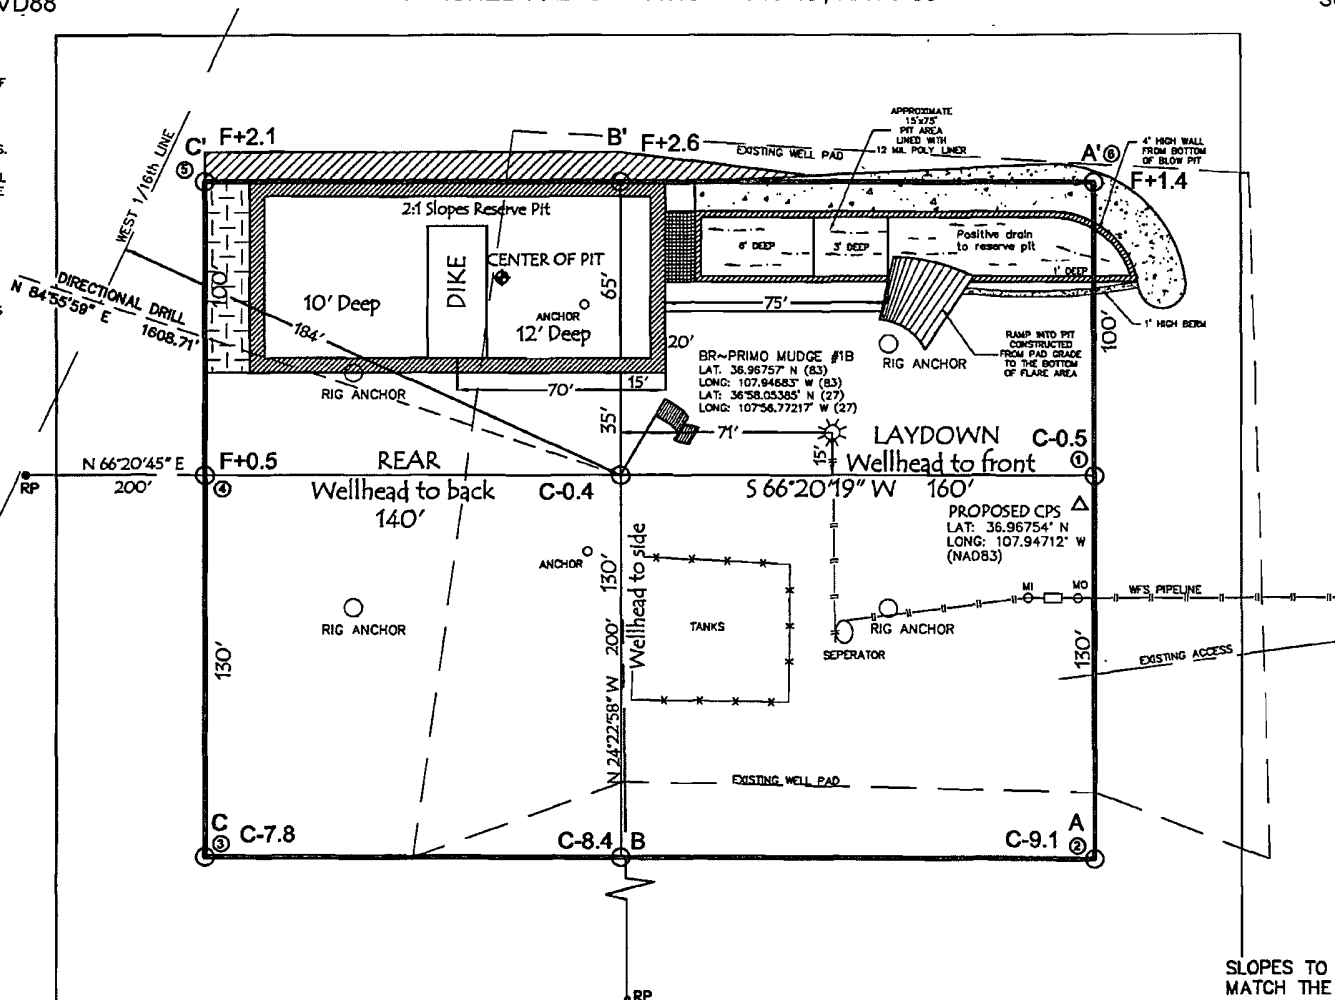 VD88
F+2.1
B'
F+2.6
C'
⑤
WEST 1/16th LINE
EXISTING WELL PAD
APPROXIMATE
15'x75'
PIT AREA
LINED WITH
12 MIL POLY LINER
A' ⑥
4' HIGH WALL
FROM BOTTOM
OF BLOW PIT
F+1.4
2:1 Slopes Reserve Pit
DIKE
CENTER OF PIT
10' Deep
ANCHOR
12' Deep
100'
65'
6' DEEP
3' DEEP
Positive drain
to reserve pit
1' DEEP
75'
1' HIGH BERM
100'
DIRECTIONAL DRILL
N 84°55'59" E 1608.71'
184'
20'
RIG ANCHOR
RAMP INTO PIT
CONSTRUCTED
FROM PAD GRADE
TO THE BOTTOM
OF FLARE AREA
BR~PRIMO MUDGE #1B
LAT. 36.96757° N (83)
LONG: 107.94683° W (83)
LAT: 36°58.05385' N (27)
LONG: 107°56.77217' W (27)
RIG ANCHOR
70'
15'
35'
71'
15'
LAYDOWN
C-0.5
①
Wellhead to front
N 66°20'45" E
200'
RP
F+0.5
④
REAR
Wellhead to back
140'
C-0.4
S 66°20'19" W 160'
PROPOSED CPS
LAT: 36.96754° N
LONG: 107.94712° W
(NAD83)
ANCHOR
130'
Wellhead to side
200'
N 24°22'58" W
TANKS
MI
MO
WFS PIPELINE
RIG ANCHOR
RIG ANCHOR
SEPERATOR
130'
130'
EXISTING ACCESS
EXISTING WELL PAD
C
③
C-7.8
C-8.4
B
C-9.1
A
②
RP
SLOPES TO
MATCH THE